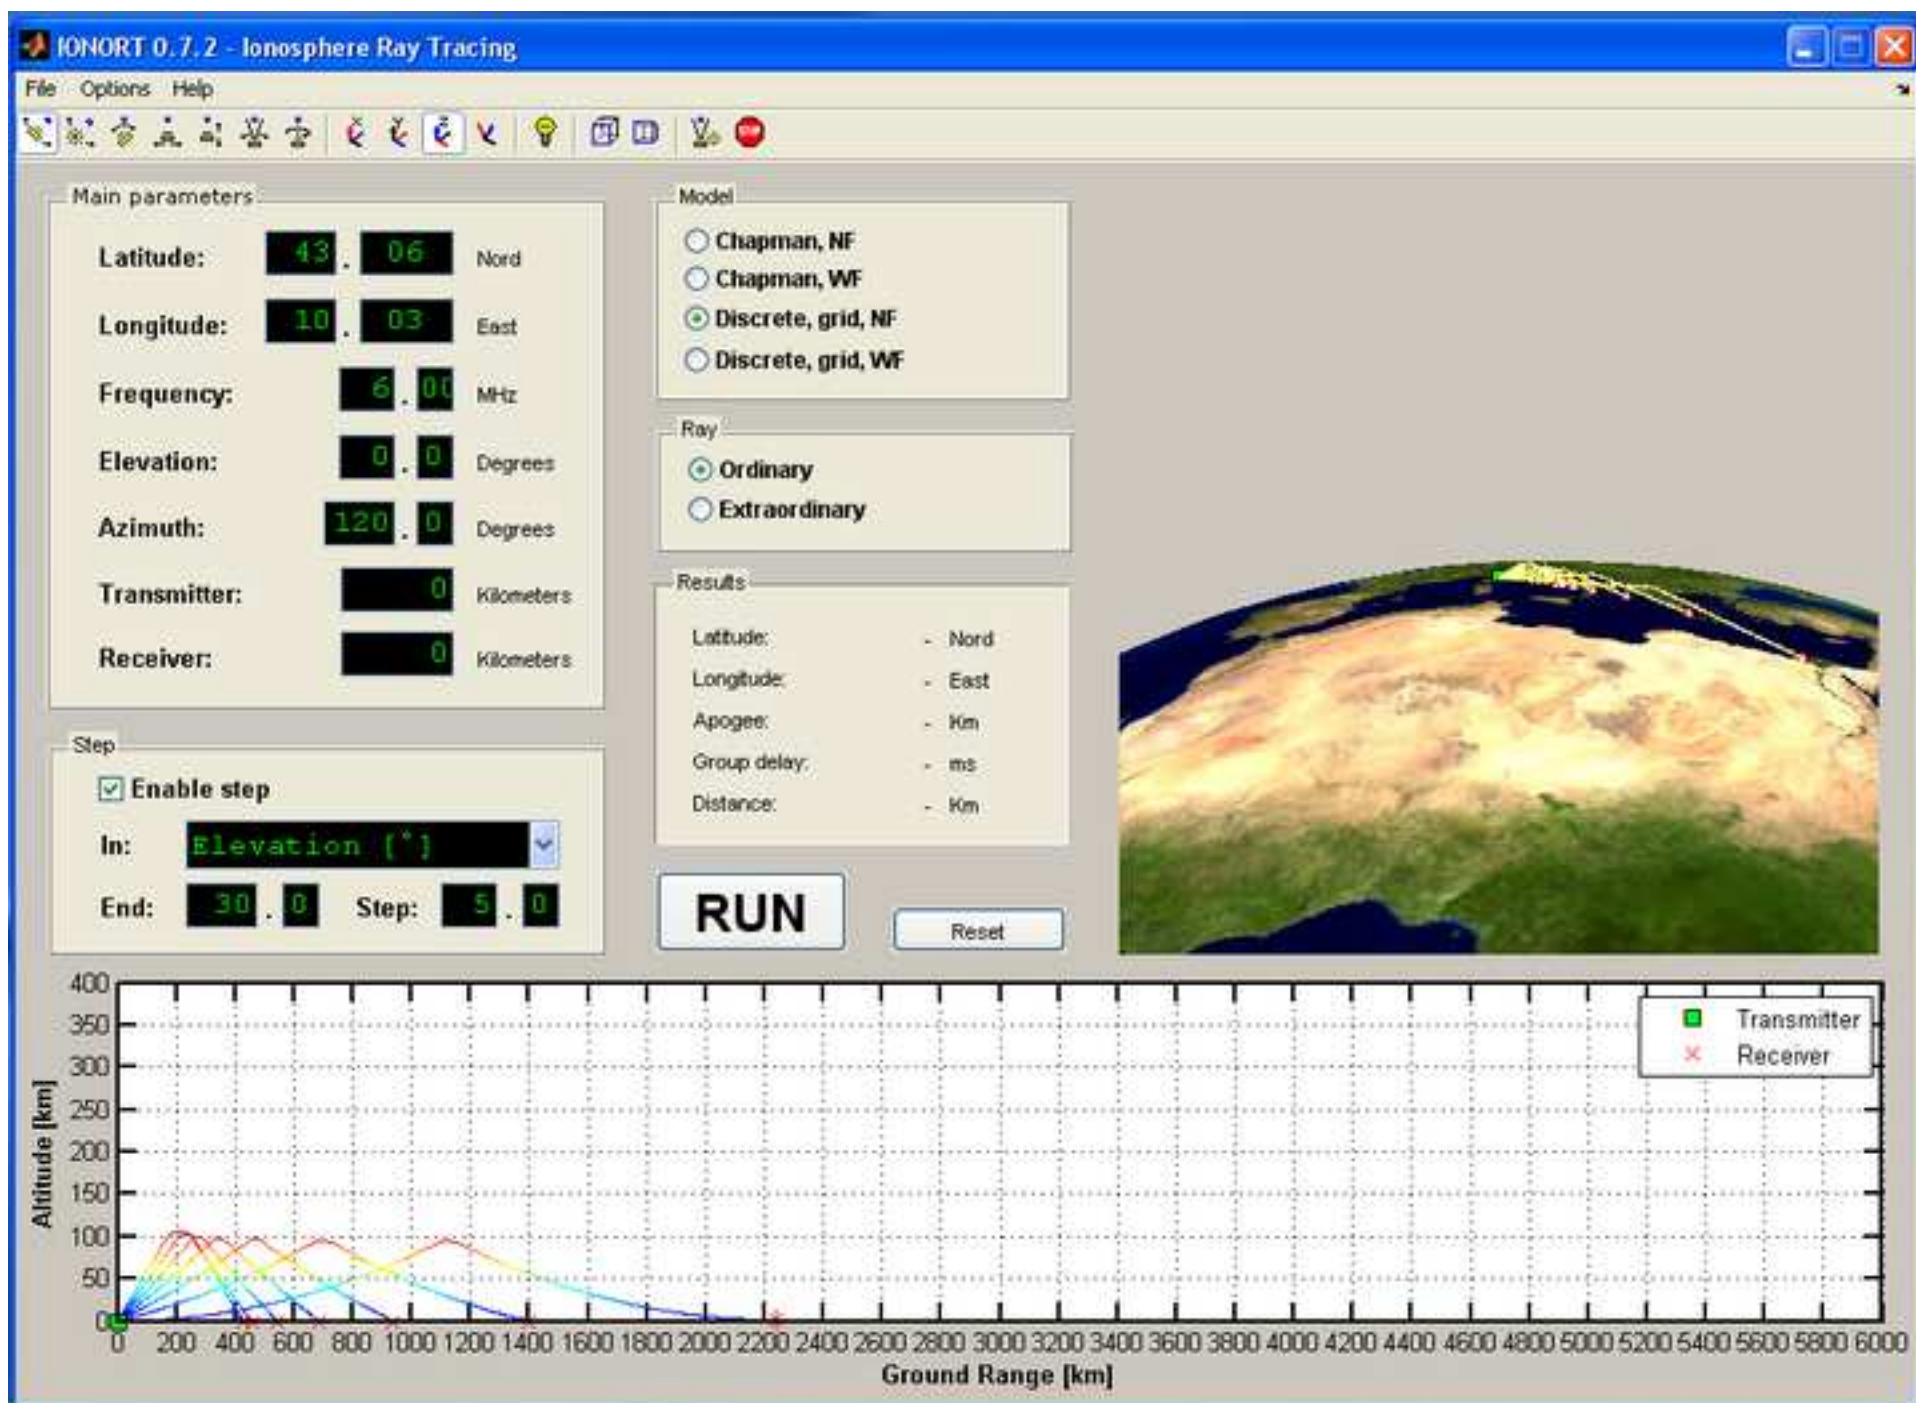 IONORT 0.7.2 - Ionosphere Ray Tracing
File Options Help
Main parameters
Latitude: 43 . 06 Nord
Longitude: 10 . 03 East
Frequency: 6 . 00 MHz
Elevation: 0 . 0 Degrees
Azimuth: 120 . 0 Degrees
Transmitter: 0 Kilometers
Receiver: 0 Kilometers
Step
Enable step
In: Elevation [°]
End: 30 . 0 Step: 5 . 0
Model
Chapman, NF
Chapman, WF
Discrete, grid, NF
Discrete, grid, WF
Ray
Ordinary
Extraordinary
Results
Latitude: - Nord
Longitude: - East
Apogee: - Km
Group delay: - ms
Distance: - Km
RUN
Reset
STOP
Altitude [km]
400
350
300
250
200
150
100
50
0
Transmitter
Receiver
0 200 400 600 800 1000 1200 1400 1600 1800 2000 2200 2400 2600 2800 3000 3200 3400 3600 3800 4000 4200 4400 4600 4800 5000 5200 5400 5600 5800 6000
Ground Range [km]